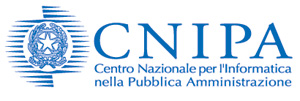 CNIPA
Centro Nazionale per l'Informatica
nella Pubblica Amministrazione